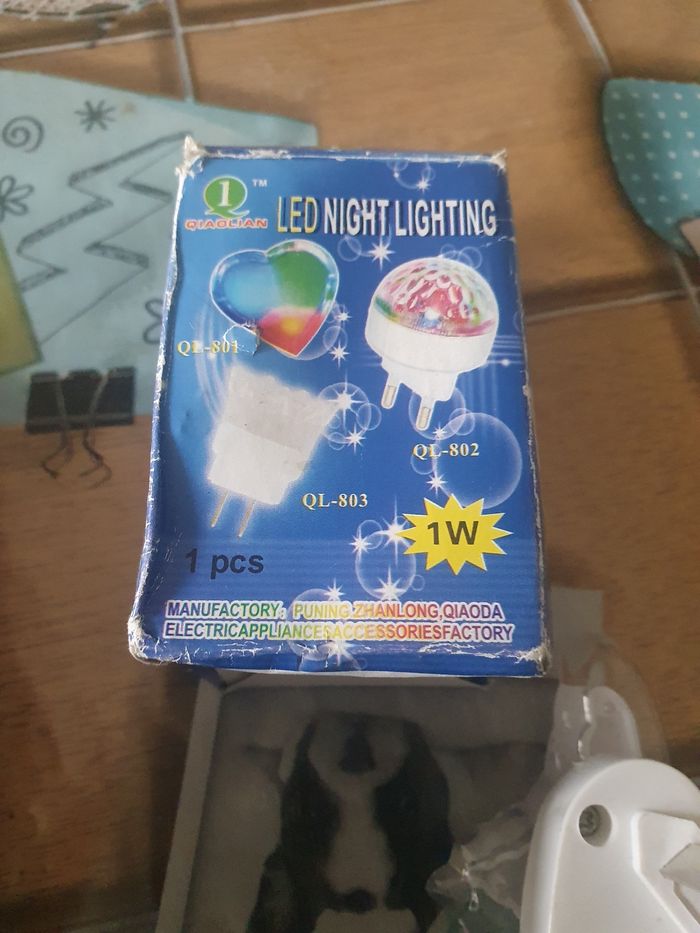 1 ™
QIAOLIAN
LED NIGHT LIGHTING
QL-801
QL-802
QL-803
1W
1 pcs
MANUFACTORY: PUNING,ZHANLONG,QIAODA
ELECTRICAPPLIANCESACCESSORIESFACTORY